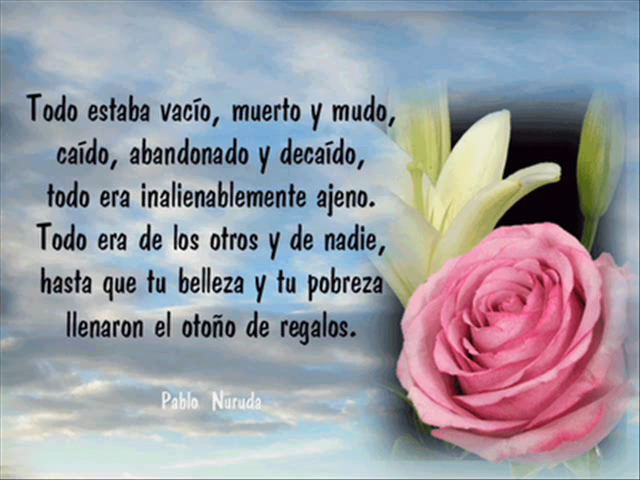 Todo estaba vacío, muerto y mudo,
caído, abandonado y decaído,
todo era inalienablemente ajeno.
Todo era de los otros y de nadie,
hasta que tu belleza y tu pobreza
llenaron el otoño de regalos.
Pablo Nuruda